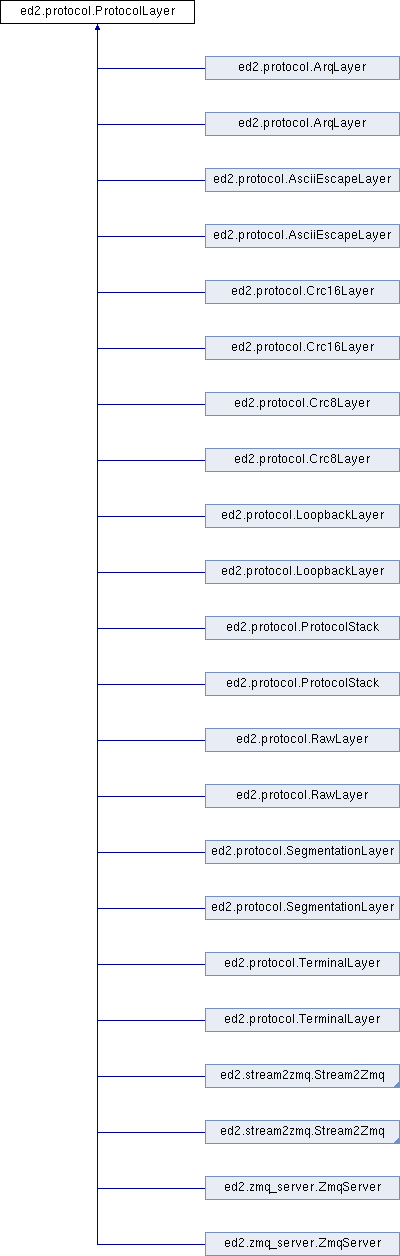 ed2.protocol.ProtocolLayer
ed2.protocol.ArqLayer
ed2.protocol.ArqLayer
ed2.protocol.AsciiEscapeLayer
ed2.protocol.AsciiEscapeLayer
ed2.protocol.Crc16Layer
ed2.protocol.Crc16Layer
ed2.protocol.Crc8Layer
ed2.protocol.Crc8Layer
ed2.protocol.LoopbackLayer
ed2.protocol.LoopbackLayer
ed2.protocol.ProtocolStack
ed2.protocol.ProtocolStack
ed2.protocol.RawLayer
ed2.protocol.RawLayer
ed2.protocol.SegmentationLayer
ed2.protocol.SegmentationLayer
ed2.protocol.TerminalLayer
ed2.protocol.TerminalLayer
ed2.stream2zmq.Stream2Zmq
ed2.stream2zmq.Stream2Zmq
ed2.zmq_server.ZmqServer
ed2.zmq_server.ZmqServer